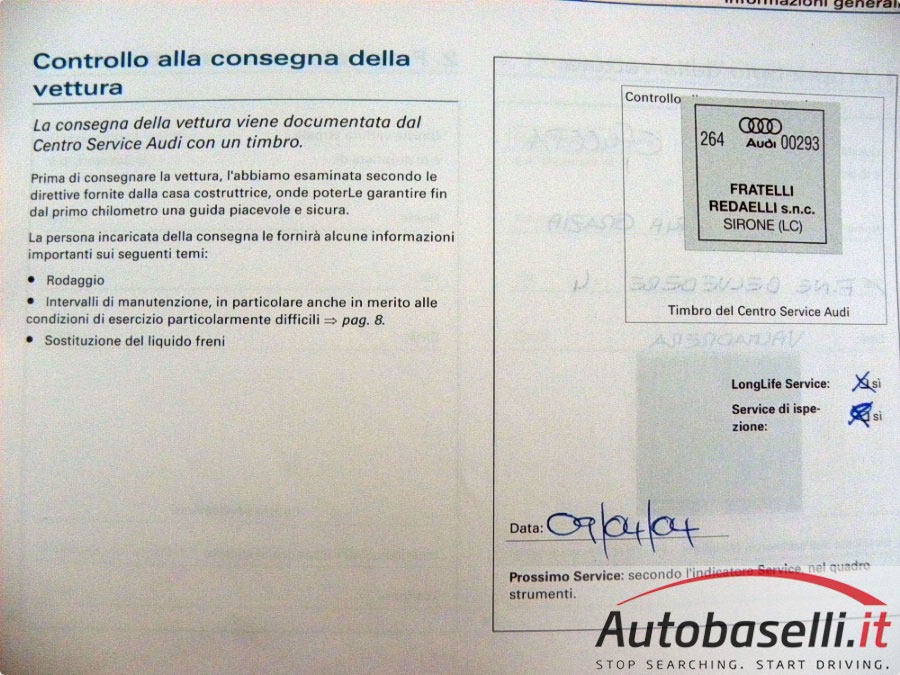 Informazioni generali
Controllo alla consegna della
vettura
La consegna della vettura viene documentata dal
Centro Service Audi con un timbro.
Prima di consegnare la vettura, l'abbiamo esaminata secondo le
direttive fornite dalla casa costruttrice, onde poterLe garantire fin
dal primo chilometro una guida piacevole e sicura.
La persona incaricata della consegna le fornirà alcune informazioni
importanti sui seguenti temi:
• Rodaggio
• Intervalli di manutenzione, in particolare anche in merito alle
condizioni di esercizio particolarmente difficili ⇒ pag. 8.
• Sostituzione del liquido freni
Controllo
264 Audi 00293
FRATELLI
REDAELLI s.n.c.
SIRONE (LC)
Timbro del Centro Service Audi
LongLife Service: sì
Service di ispe- sì
zione:
Data: 09/04/04
Prossimo Service: secondo l'indicatore Service, nel quadro
strumenti.
Autobaselli.it
STOP SEARCHING. START DRIVING.